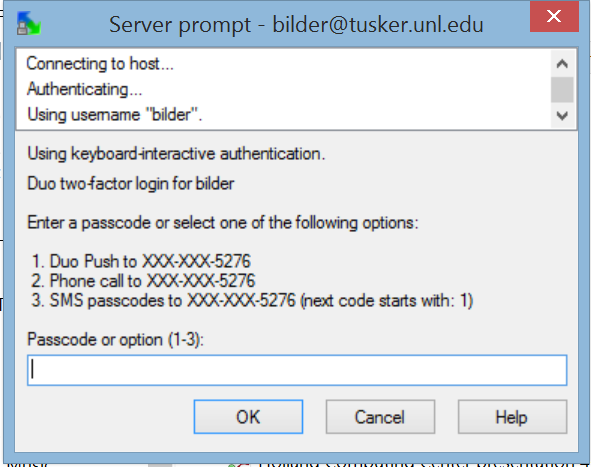 Server prompt - bilder@tusker.unl.edu
Connecting to host...
Authenticating...
Using username "bilder".
Using keyboard-interactive authentication.
Duo two-factor login for bilder
Enter a passcode or select one of the following options:
1. Duo Push to XXX-XXX-5276
2. Phone call to XXX-XXX-5276
3. SMS passcodes to XXX-XXX-5276 (next code starts with: 1)
Passcode or option (1-3):
OK Cancel Help